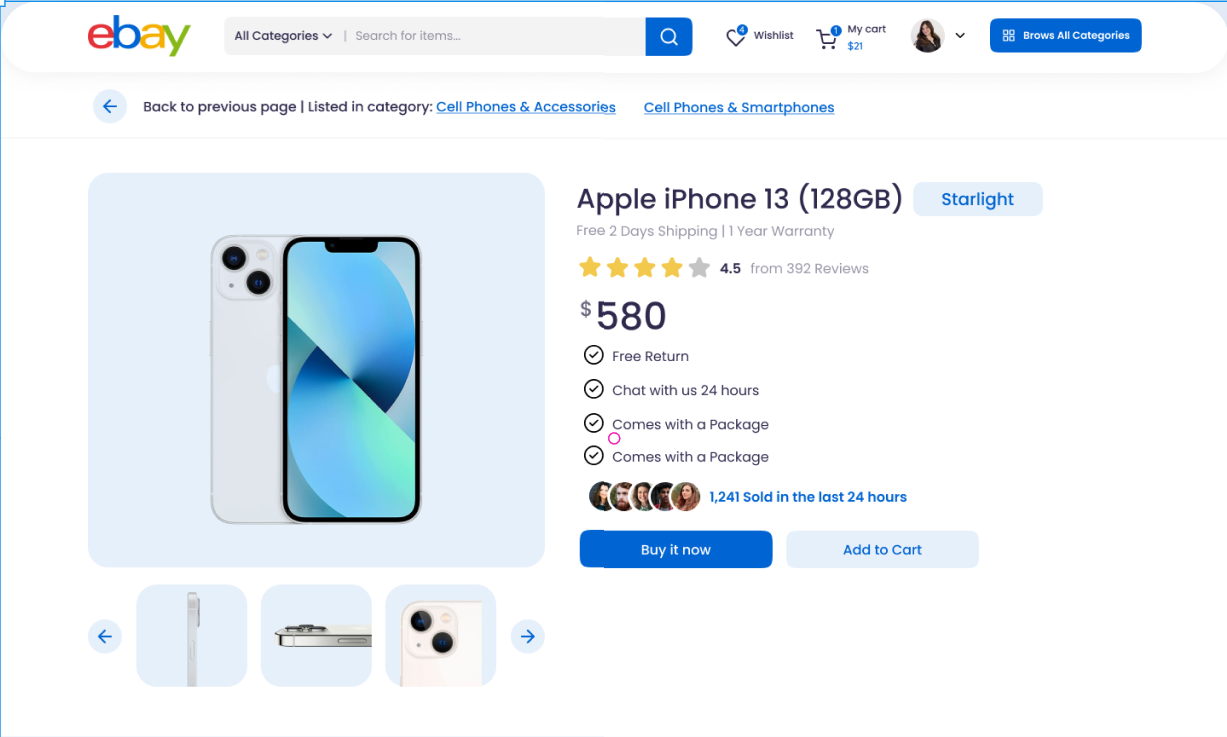 ebay
All Categories | Search for items...
4
Wishlist
1
My cart
$21
Brows All Categories
Back to previous page | Listed in category: Cell Phones & Accessories
Cell Phones & Smartphones
Apple iPhone 13 (128GB)
Starlight
Free 2 Days Shipping | 1 Year Warranty
4.5 from 392 Reviews
$580
Free Return
Chat with us 24 hours
Comes with a Package
Comes with a Package
1,241 Sold in the last 24 hours
Buy it now
Add to Cart